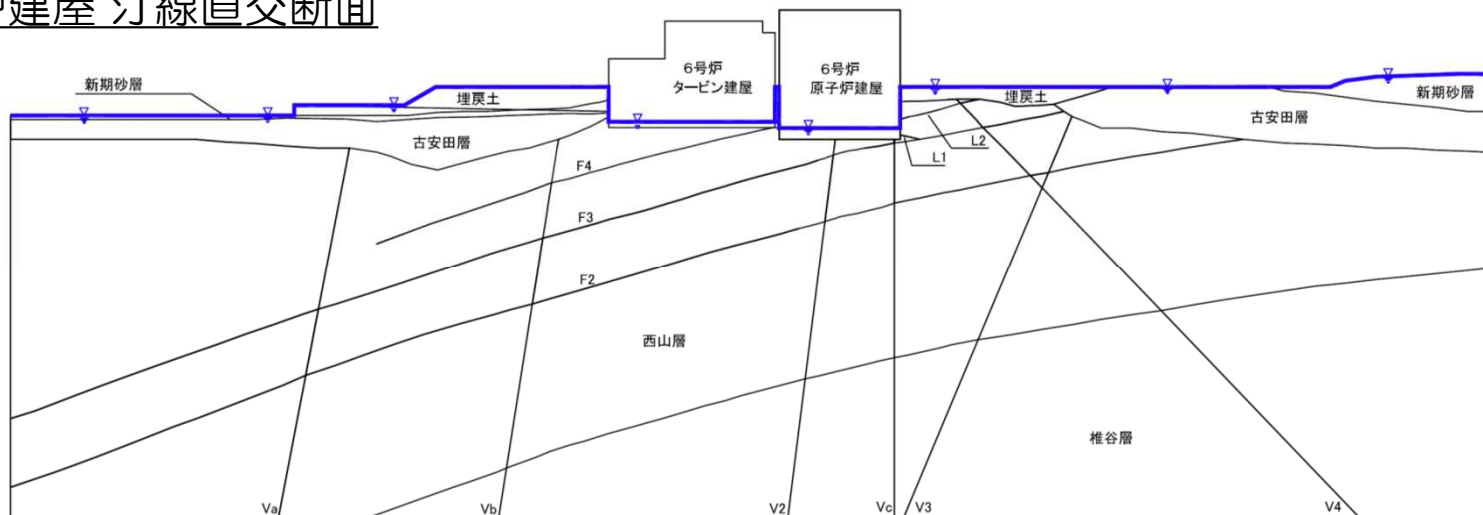 建屋 汀線直交断面
新期砂層
埋戻土
6号炉
タービン建屋
6号炉
原子炉建屋
埋戻土
新期砂層
古安田層
古安田層
L2
L1
F4
F3
F2
西山層
椎谷層
Va
Vb
V2
Vc
V3
V4